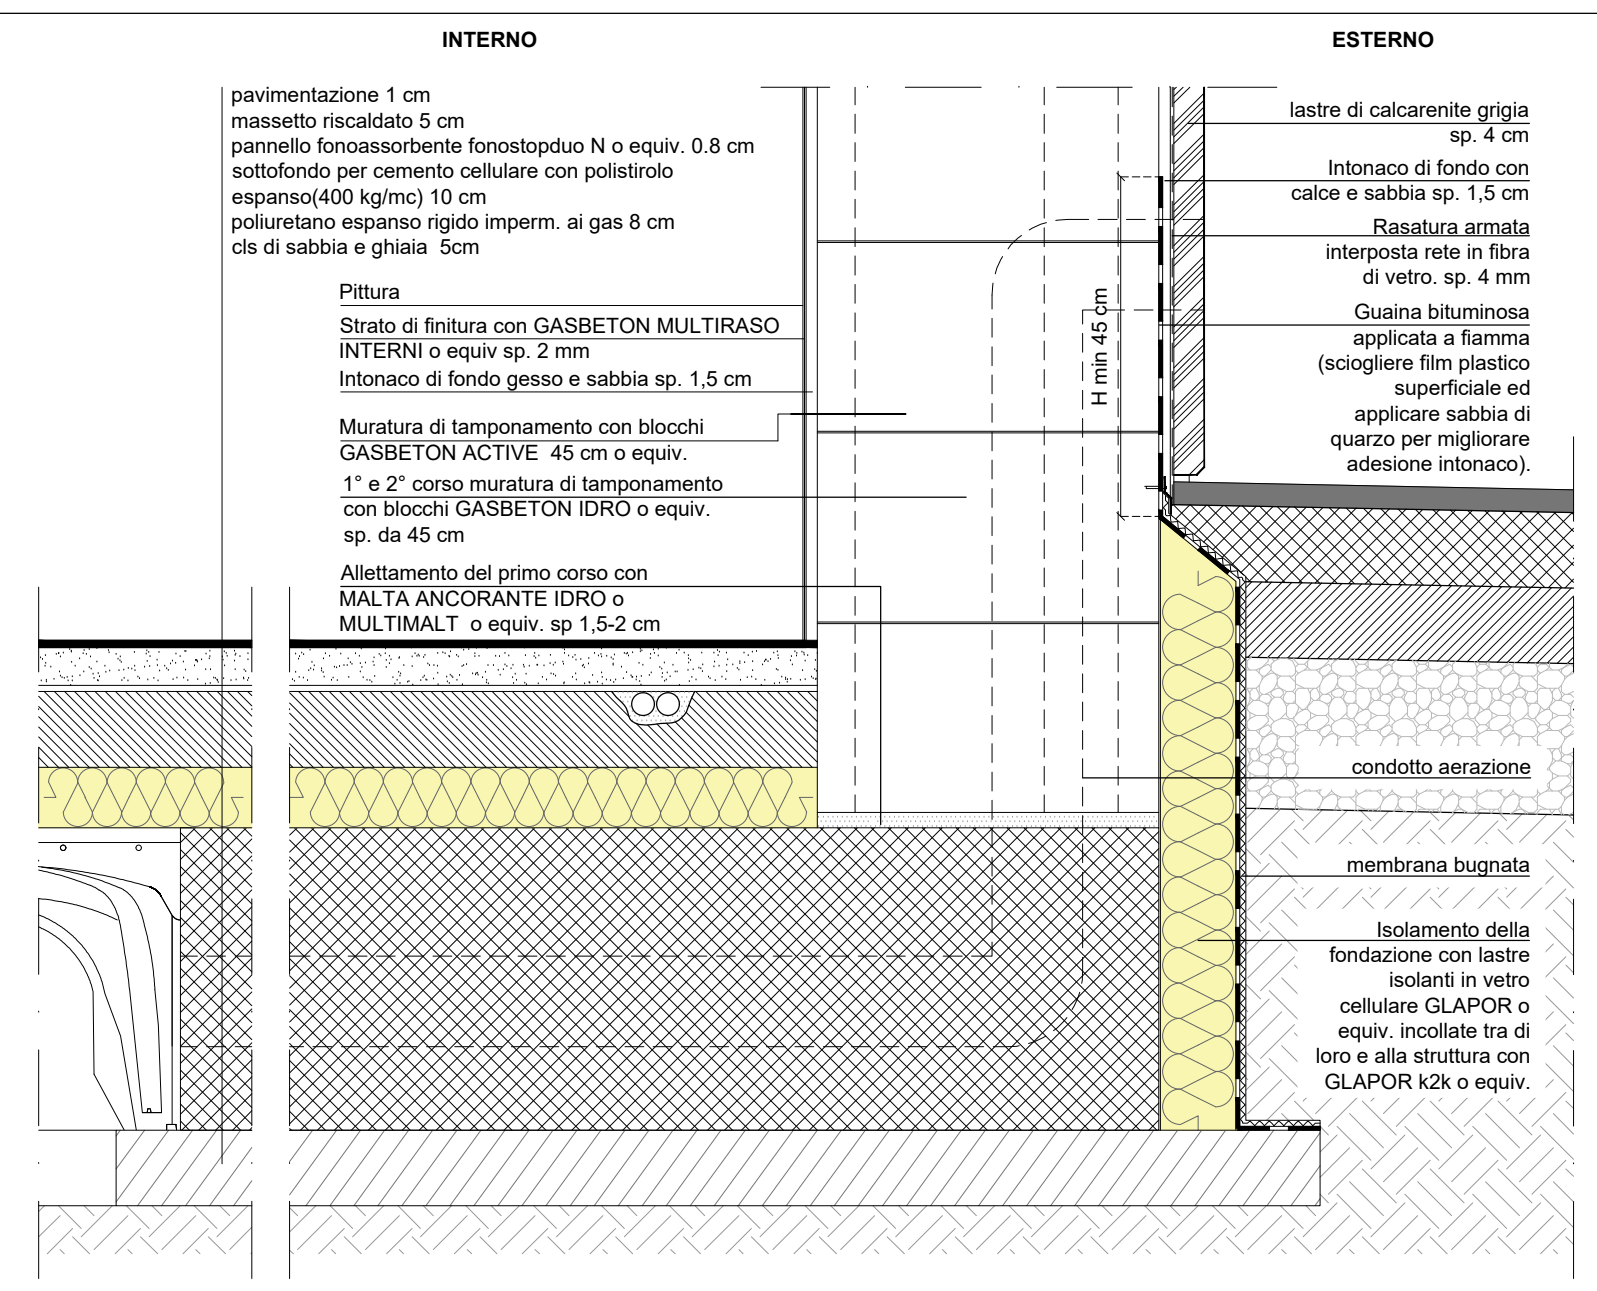 INTERNO
ESTERNO
pavimentazione 1 cm
massetto riscaldato 5 cm
pannello fonoassorbente fonostopduo N o equiv. 0.8 cm
sottofondo per cemento cellulare con polistirolo
espanso(400 kg/mc) 10 cm
poliuretano espanso rigido imperm. ai gas 8 cm
cls di sabbia e ghiaia 5cm
Pittura
Strato di finitura con GASBETON MULTIRASO
INTERNI o equiv sp. 2 mm
Intonaco di fondo gesso e sabbia sp. 1,5 cm
Muratura di tamponamento con blocchi
GASBETON ACTIVE 45 cm o equiv.
1° e 2° corso muratura di tamponamento
con blocchi GASBETON IDRO o equiv.
sp. da 45 cm
Allettamento del primo corso con
MALTA ANCORANTE IDRO o
MULTIMALT o equiv. sp 1,5-2 cm
H min 45 cm
lastre di calcarenite grigia
sp. 4 cm
Intonaco di fondo con
calce e sabbia sp. 1,5 cm
Rasatura armata
interposta rete in fibra
di vetro. sp. 4 mm
Guaina bituminosa
applicata a fiamma
(sciogliere film plastico
superficiale ed
applicare sabbia di
quarzo per migliorare
adesione intonaco).
condotto aerazione
membrana bugnata
Isolamento della
fondazione con lastre
isolanti in vetro
cellulare GLAPOR o
equiv. incollate tra di
loro e alla struttura con
GLAPOR k2k o equiv.